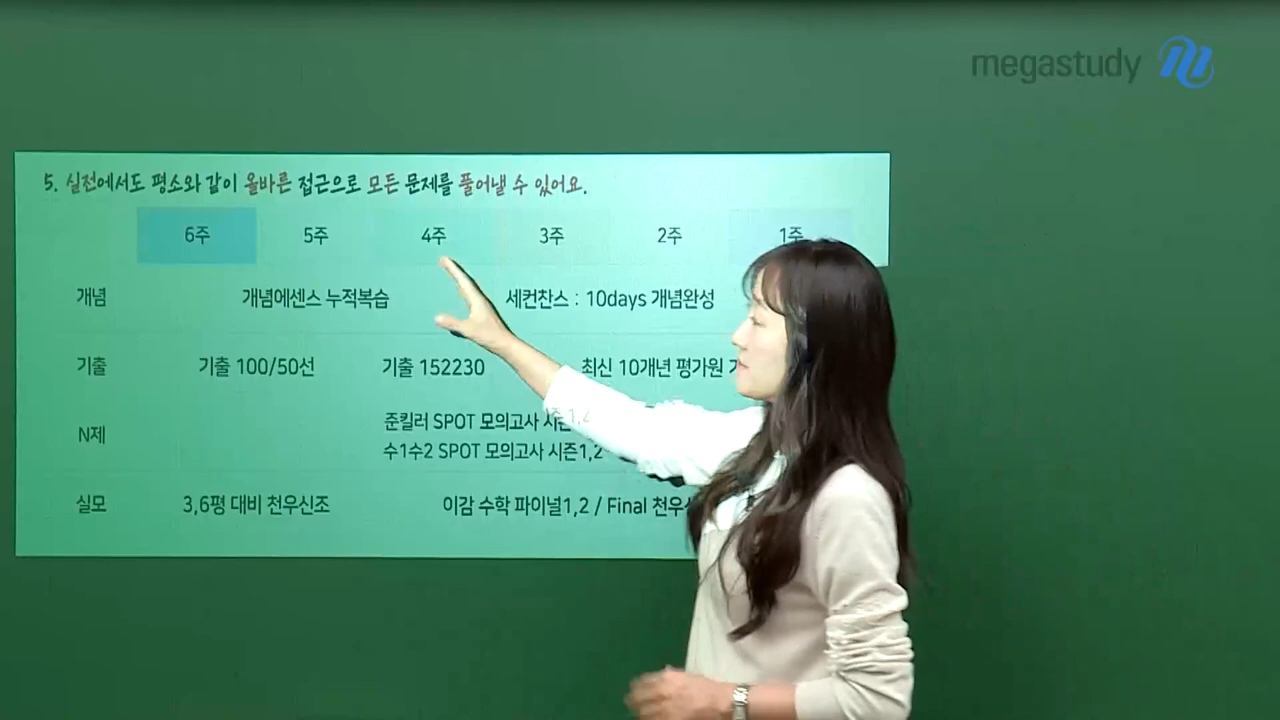 megastudy
5. 실전에서도 평소와 같이 올바른 접근으로 모든 문제를 풀어낼 수 있어요.
6주 5주 4주 3주 2주 1주
개념 개념에센스 누적복습 세컨찬스 : 10days 개념완성
기출 기출 100/50선 기출 152230 최신 10개년 평가원
N제 준킬러 SPOT 모의고사 시즌1,
수1수2 SPOT 모의고사 시즌1,2
실모 3,6평 대비 천우신조 이감 수학 파이널1,2 / Final 천우